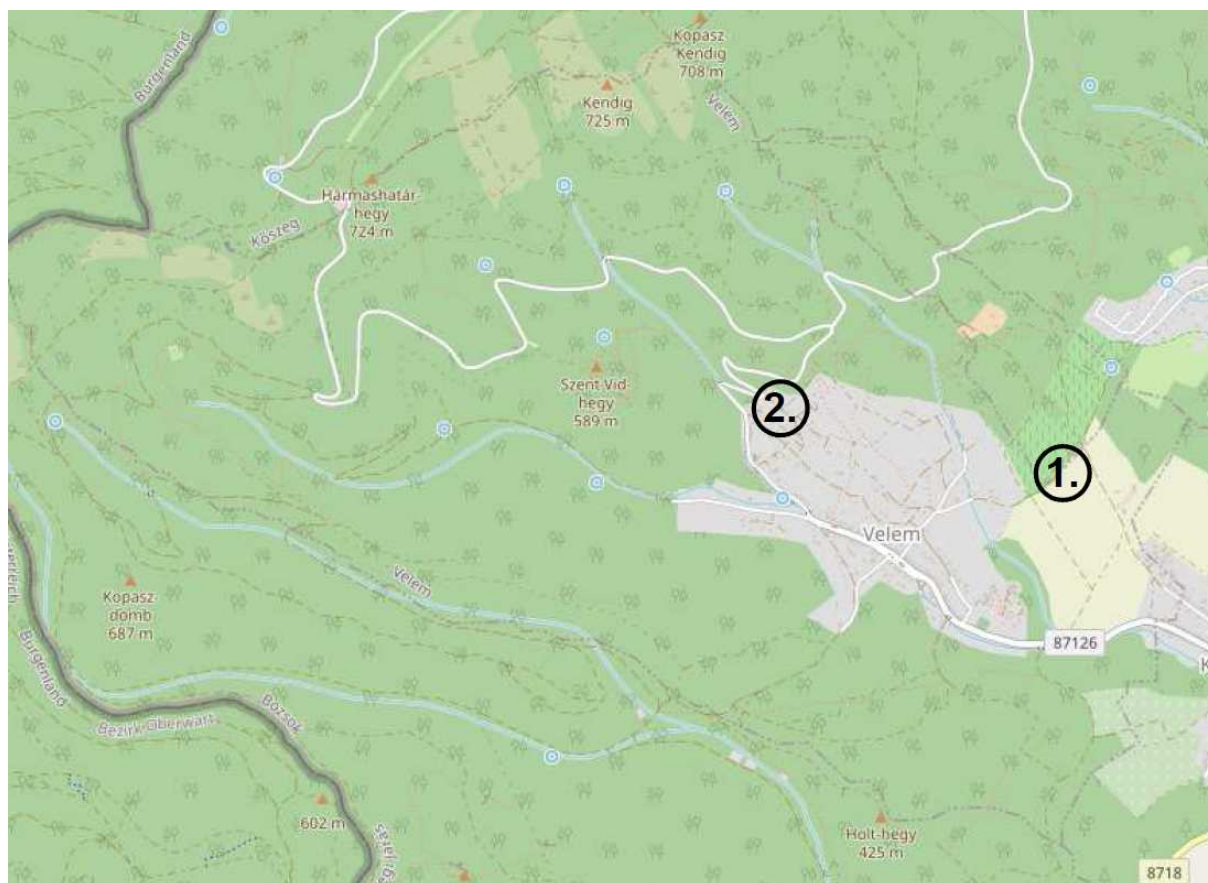 Burgenland
Kopasz
Kendig
708 m
Kendig
725 m
Velem
Hármashatár-
hegy
724 m
Kőszeg
Szent Vid-
hegy
589 m
2.
1.
Velem
Velem
Kopasz
domb
687 m
Burgenland
Bezirk Oberwart
Bozsok
87126
K
602 m
Holt-hegy
425 m
8718